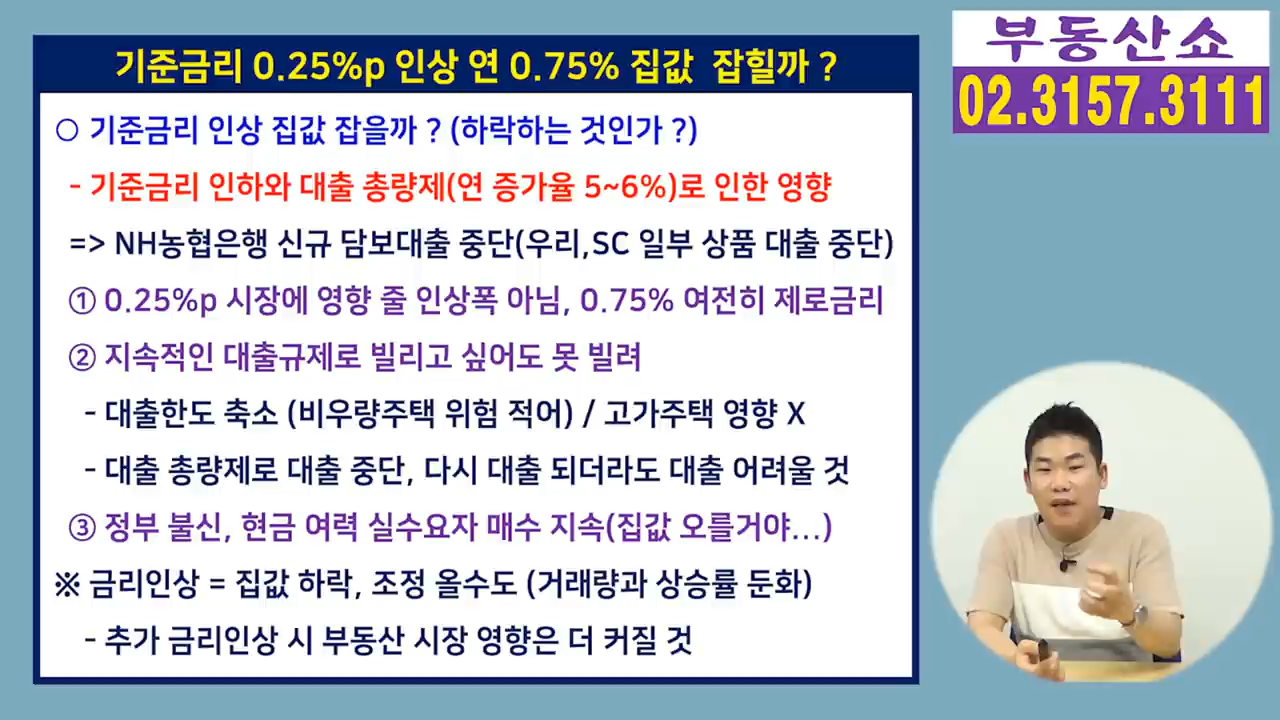 기준금리 0.25%p 인상 연 0.75% 집값 잡힐까 ?
부동산쇼
02.3157.3111
○ 기준금리 인상 집값 잡을까 ? (하락하는 것인가 ?)
- 기준금리 인하와 대출 총량제(연 증가율 5~6%)로 인한 영향
=> NH농협은행 신규 담보대출 중단(우리,SC 일부 상품 대출 중단)
① 0.25%p 시장에 영향 줄 인상폭 아님, 0.75% 여전히 제로금리
② 지속적인 대출규제로 빌리고 싶어도 못 빌려
- 대출한도 축소 (비우량주택 위험 적어) / 고가주택 영향 X
- 대출 총량제로 대출 중단, 다시 대출 되더라도 대출 어려울 것
③ 정부 불신, 현금 여력 실수요자 매수 지속(집값 오를거야...)
※ 금리인상 = 집값 하락, 조정 올수도 (거래량과 상승률 둔화)
- 추가 금리인상 시 부동산 시장 영향은 더 커질 것